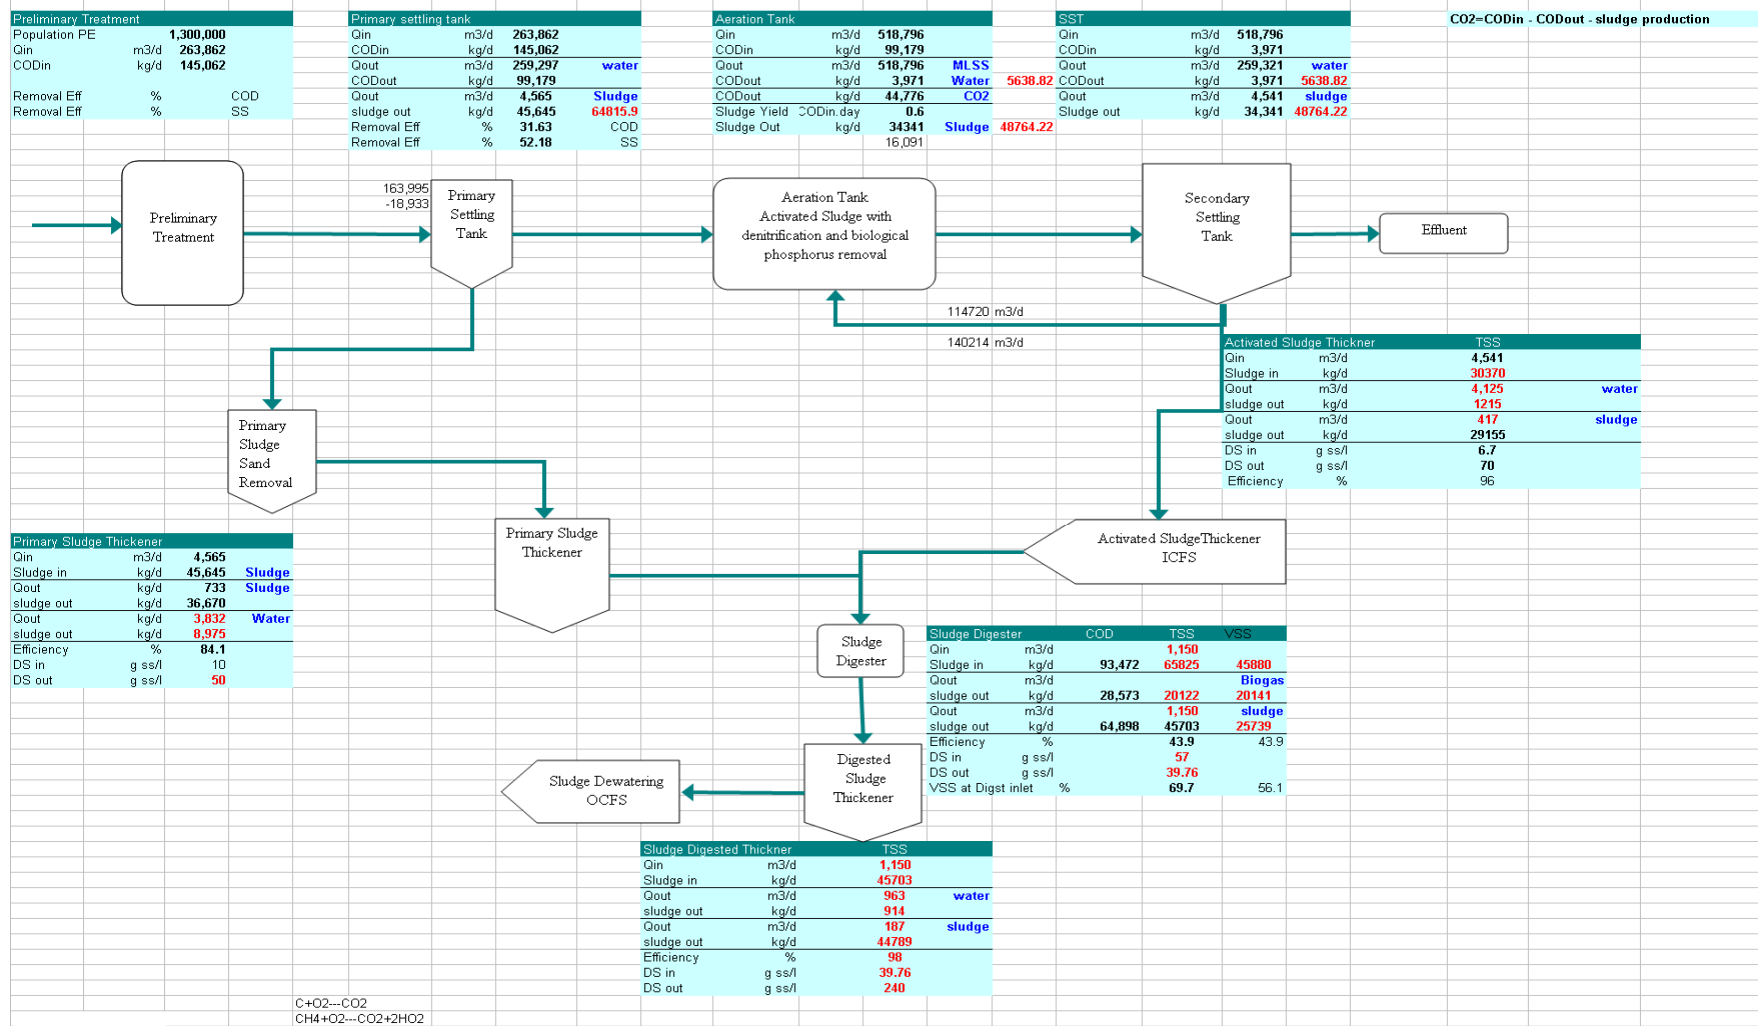 Preliminary Treatment
Population PE 1,300,000
Qin m3/d 263,862
CODin kg/d 145,062
Removal Eff % COD
Removal Eff % SS
Primary settling tank
Qin m3/d 263,862
CODin kg/d 145,062
Qout m3/d 259,297 water
CODout kg/d 99,179
Qout m3/d 4,565 Sludge
sludge out kg/d 45,645 64815.9
Removal Eff % 31.63 COD
Removal Eff % 52.18 SS
Aeration Tank
Qin m3/d 518,796
CODin kg/d 99,179
Qout m3/d 518,796 MLSS
CODout kg/d 3,971 Water 5638.82
CODout kg/d 44,776 CO2
Sludge Yield CODin.day 0.6
Sludge Out kg/d 34341 Sludge 48764.22
16,091
SST
Qin m3/d 518,796
CODin kg/d 3,971
Qout m3/d 259,321 water
CODout kg/d 3,971 5638.82
Qout m3/d 4,541 sludge
Sludge out kg/d 34,341 48764.22
CO2=CODin - CODout - sludge production
Preliminary
Treatment
163,995
-18,933
Primary
Settling
Tank
Aeration Tank
Activated Sludge with
denitrification and biological
phosphorus removal
Secondary
Settling
Tank
Effluent
114720 m3/d
140214 m3/d
Activated Sludge Thickner TSS
Qin m3/d 4,541
Sludge in kg/d 30370
Qout m3/d 4,125 water
sludge out kg/d 1215
Qout m3/d 417 sludge
sludge out kg/d 29155
DS in g ss/l 6.7
DS out g ss/l 70
Efficiency % 96
Primary
Sludge
Sand
Removal
Primary Sludge
Thickener
Activated SludgeThickener
ICFS
Primary Sludge Thickener
Qin m3/d 4,565
Sludge in kg/d 45,645 Sludge
Qout kg/d 733 Sludge
sludge out kg/d 36,670
Qout kg/d 3,832 Water
sludge out kg/d 8,975
Efficiency % 84.1
DS in g ss/l 10
DS out g ss/l 50
Sludge
Digester
Sludge Digester COD TSS VSS
Qin m3/d 1,150
Sludge in kg/d 93,472 65825 45880
Qout m3/d Biogas
sludge out kg/d 28,573 20122 20141
Qout m3/d 1,150 sludge
sludge out kg/d 64,898 45703 25739
Efficiency % 43.9 43.9
DS in g ss/l 57
DS out g ss/l 39.76
VSS at Digst inlet % 69.7 56.1
Digested
Sludge
Thickener
Sludge Dewatering
OCFS
Sludge Digested Thickner TSS
Qin m3/d 1,150
Sludge in kg/d 45703
Qout m3/d 963 water
sludge out kg/d 914
Qout m3/d 187 sludge
sludge out kg/d 44789
Efficiency % 98
DS in g ss/l 39.76
DS out g ss/l 240
C+O2---CO2
CH4+O2---CO2+2HO2